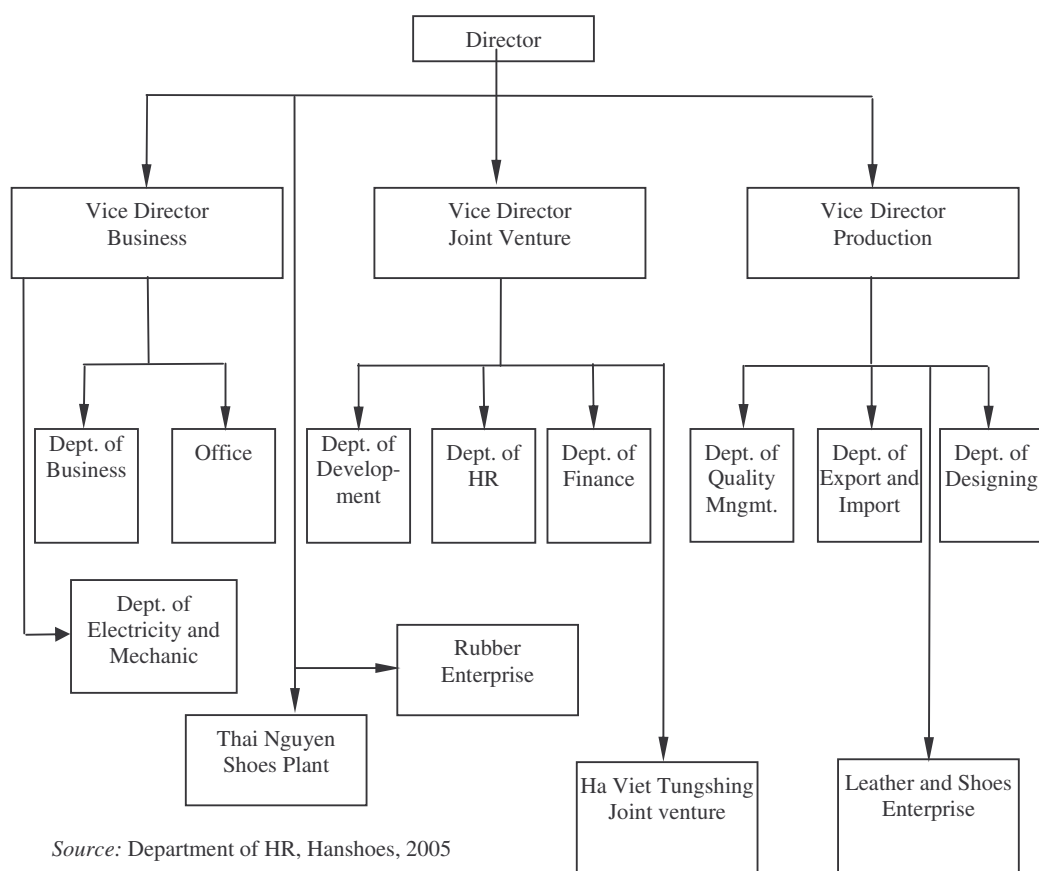 Director
Vice Director
Business
Vice Director
Joint Venture
Vice Director
Production
Dept. of
Business
Office
Dept. of
Develop-
ment
Dept. of
HR
Dept. of
Finance
Dept. of
Quality
Mngmt.
Dept. of
Export and
Import
Dept. of
Designing
Dept. of
Electricity and
Mechanic
Rubber
Enterprise
Thai Nguyen
Shoes Plant
Ha Viet Tungshing
Joint venture
Leather and Shoes
Enterprise
Source: Department of HR, Hanshoes, 2005